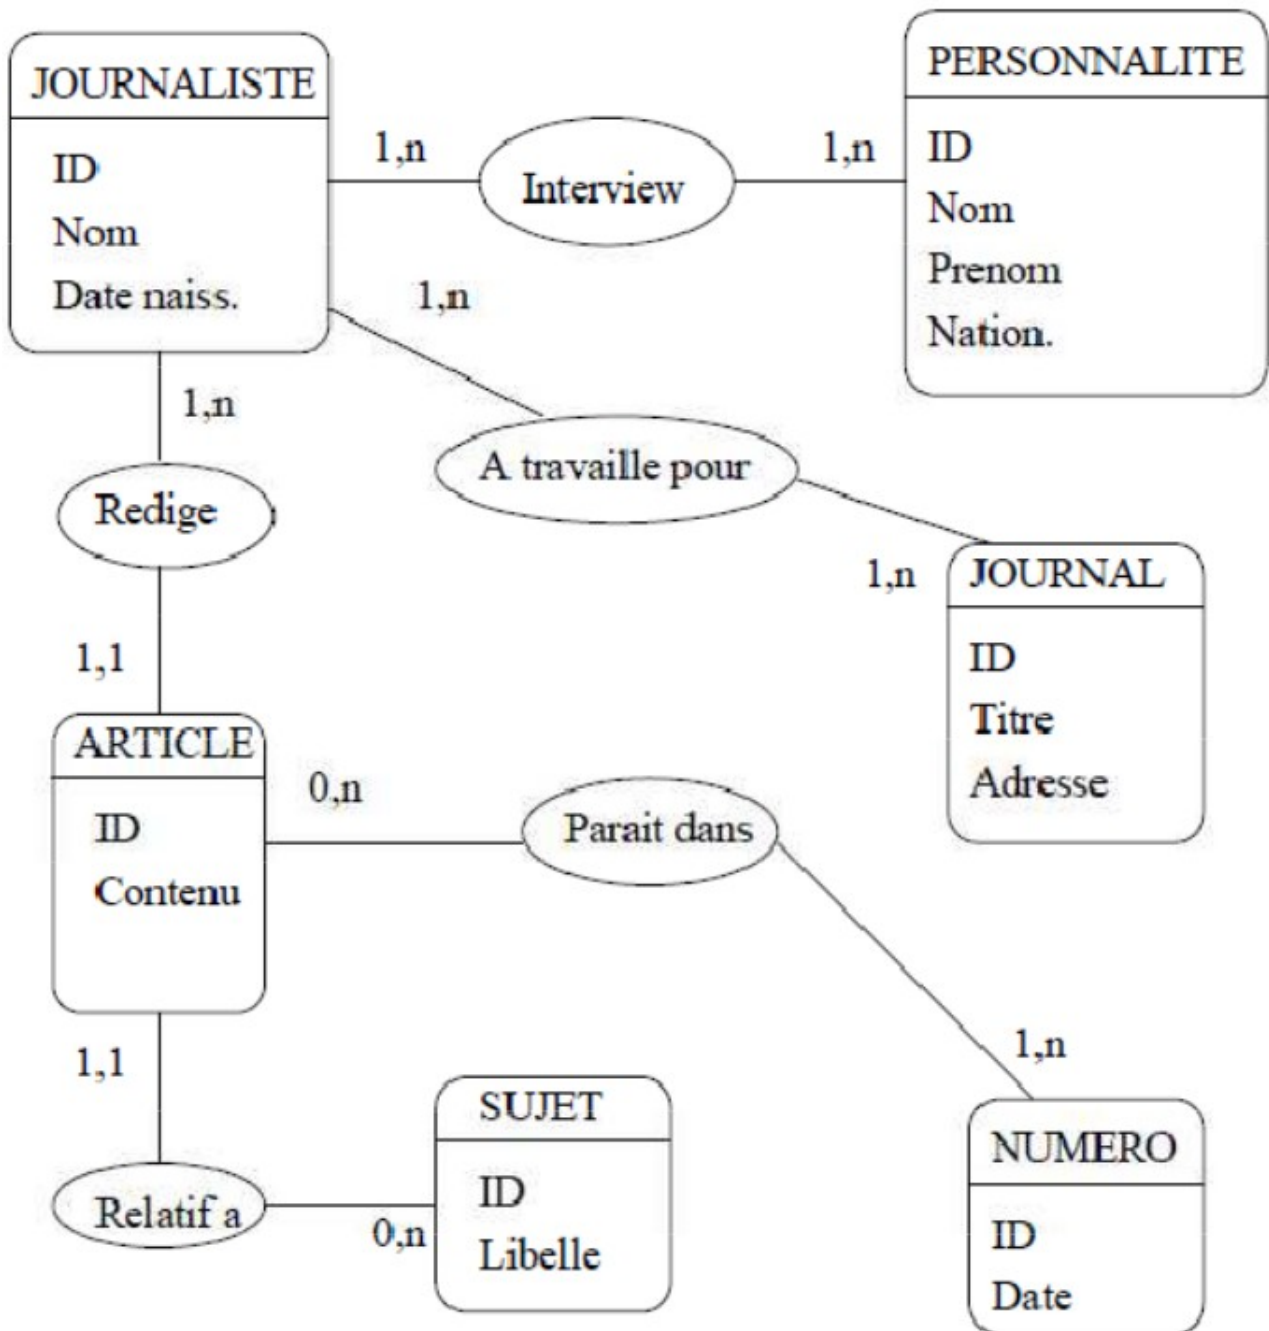 JOURNALISTE
ID
Nom
Date naiss.
1,n
Interview
1,n
PERSONNALITE
ID
Nom
Prenom
Nation.
1,n
A travaille pour
1,n
JOURNAL
ID
Titre
Adresse
1,n
Redige
1,1
ARTICLE
ID
Contenu
0,n
Parait dans
1,n
NUMERO
ID
Date
1,1
Relatif a
0,n
SUJET
ID
Libelle